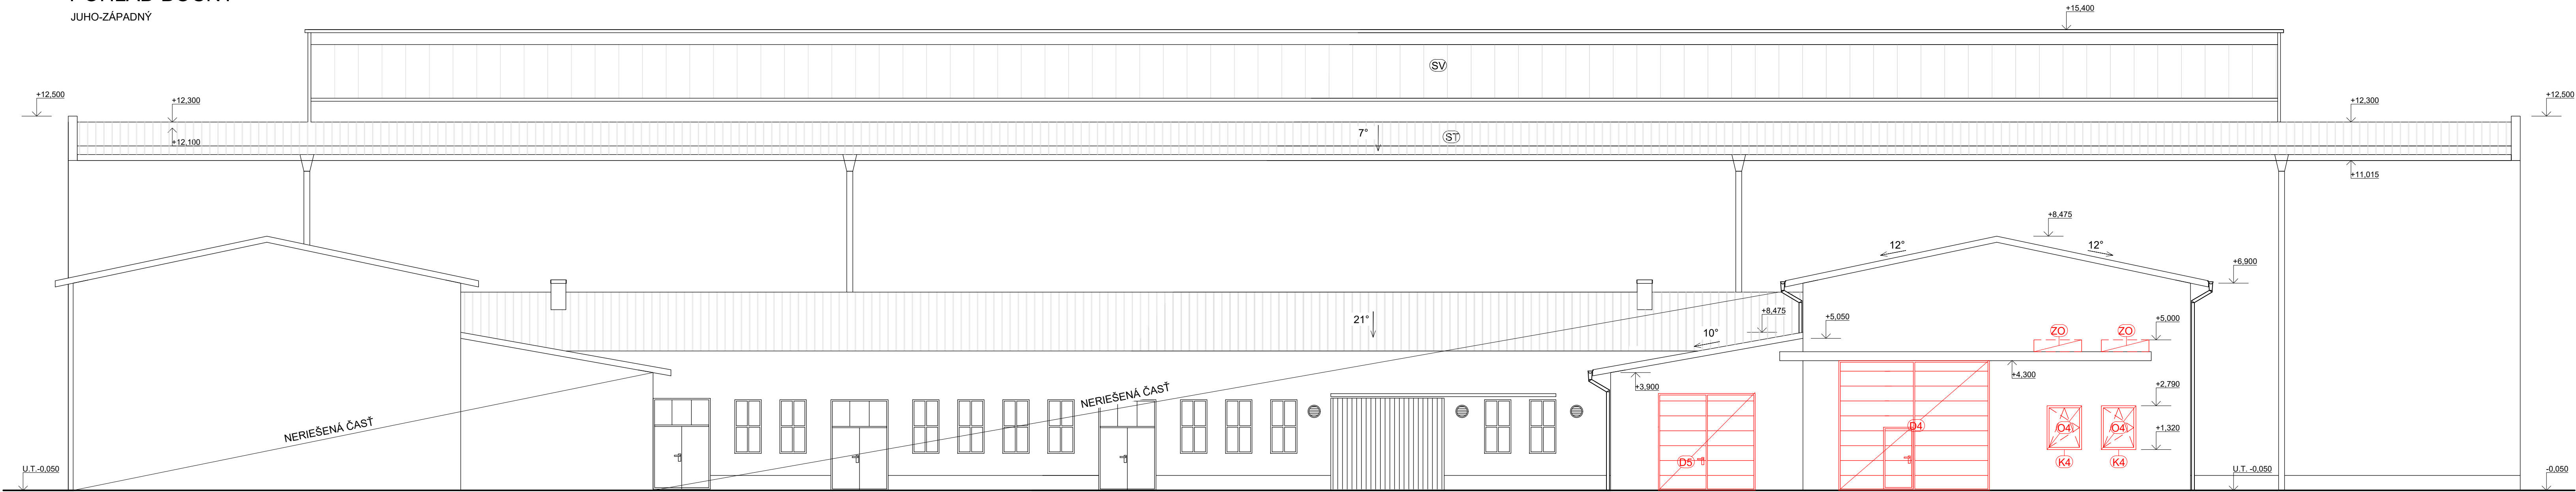 JUHO-ZÁPADNÝ
+15,400
SV
+12,500
+12,300
+12,300
+12,500
7°
ST
+12,100
+11,015
+8,475
12°
12°
+6,900
+8,475
+5,050
21°
10°
ZO
ZO
+5,000
+4,300
+3,900
+2,790
NERIEŠENÁ ČASŤ
NERIEŠENÁ ČASŤ
D4
O4
O4
+1,320
D5
K4
K4
U.T.-0,050
U.T. -0,050
-0,050